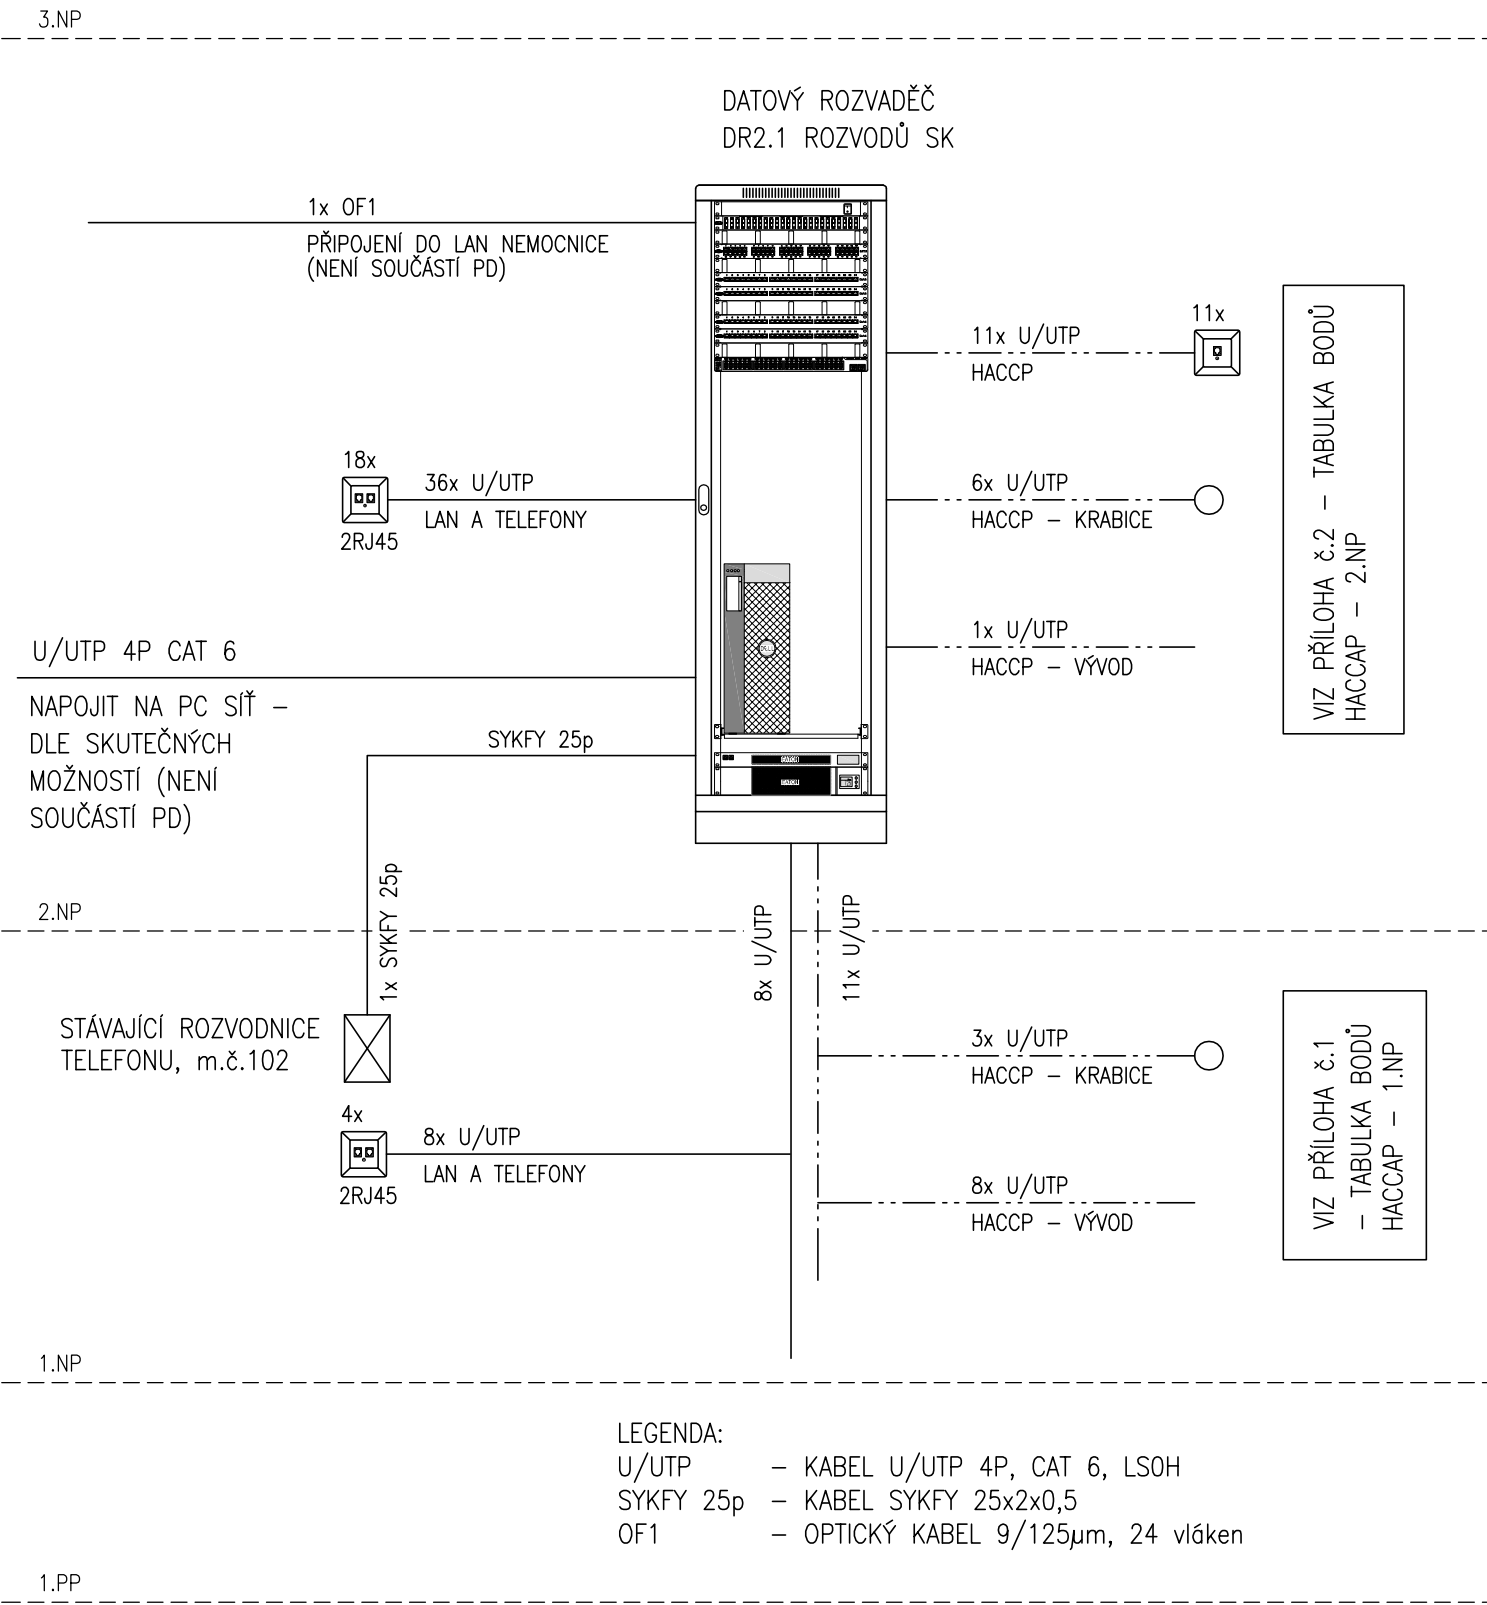 3.NP
DATOVÝ ROZVADĚČ
DR2.1 ROZVODŮ SK
1x OF1
PŘIPOJENÍ DO LAN NEMOCNICE
(NENÍ SOUČÁSTÍ PD)
11x U/UTP
HACCP
11x
18x
2RJ45
36x U/UTP
LAN A TELEFONY
6x U/UTP
HACCP – KRABICE
1x U/UTP
HACCP – VÝVOD
VIZ PŘÍLOHA č.2 – TABULKA BODŮ
HACCAP – 2.NP
U/UTP 4P CAT 6
NAPOJIT NA PC SÍŤ –
DLE SKUTEČNÝCH
MOŽNOSTÍ (NENÍ
SOUČÁSTÍ PD)
SYKFY 25p
1x SYKFY 25p
2.NP
8x U/UTP
11x U/UTP
STÁVAJÍCÍ ROZVODNICE
TELEFONU, m.č.102
4x
2RJ45
8x U/UTP
LAN A TELEFONY
3x U/UTP
HACCP – KRABICE
8x U/UTP
HACCP – VÝVOD
VIZ PŘÍLOHA č.1
– TABULKA BODŮ
HACCAP – 1.NP
1.NP
LEGENDA:
U/UTP – KABEL U/UTP 4P, CAT 6, LSOH
SYKFY 25p – KABEL SYKFY 25x2x0,5
OF1 – OPTICKÝ KABEL 9/125µm, 24 vláken
1.PP